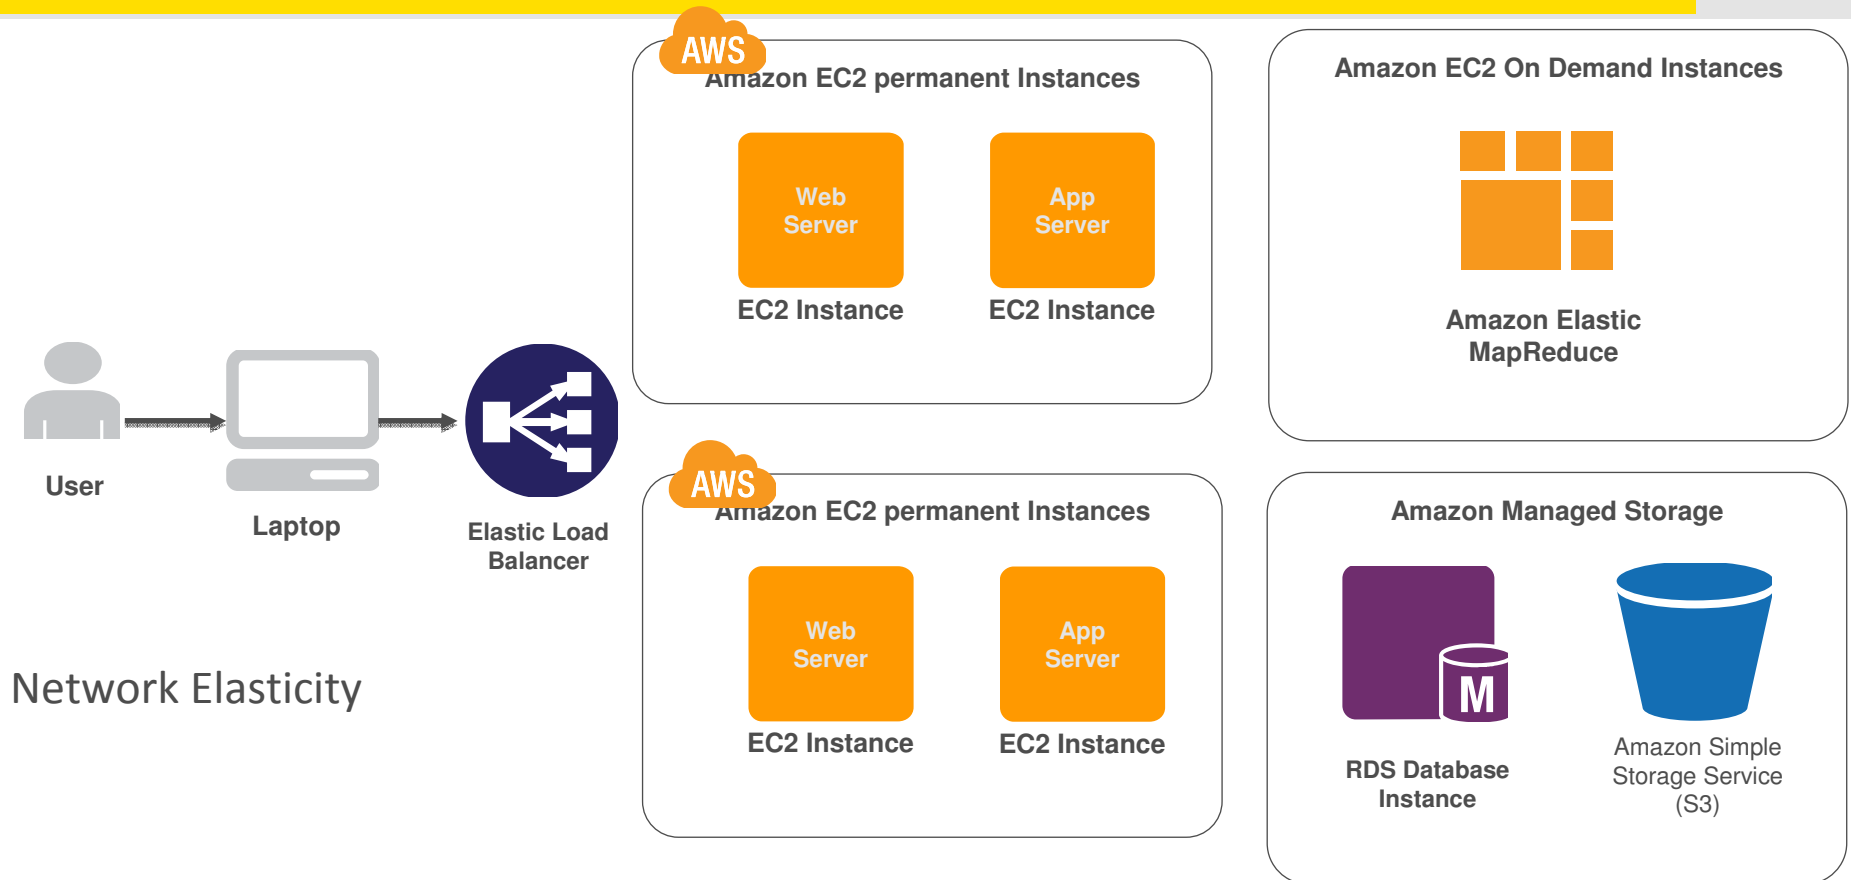 AWS
Amazon EC2 permanent Instances
Web
Server
App
Server
EC2 Instance
EC2 Instance
Amazon EC2 On Demand Instances
Amazon Elastic
MapReduce
User
Laptop
Elastic Load
Balancer
AWS
Amazon EC2 permanent Instances
Web
Server
App
Server
EC2 Instance
EC2 Instance
Amazon Managed Storage
M
RDS Database
Instance
Amazon Simple
Storage Service
(S3)
Network Elasticity